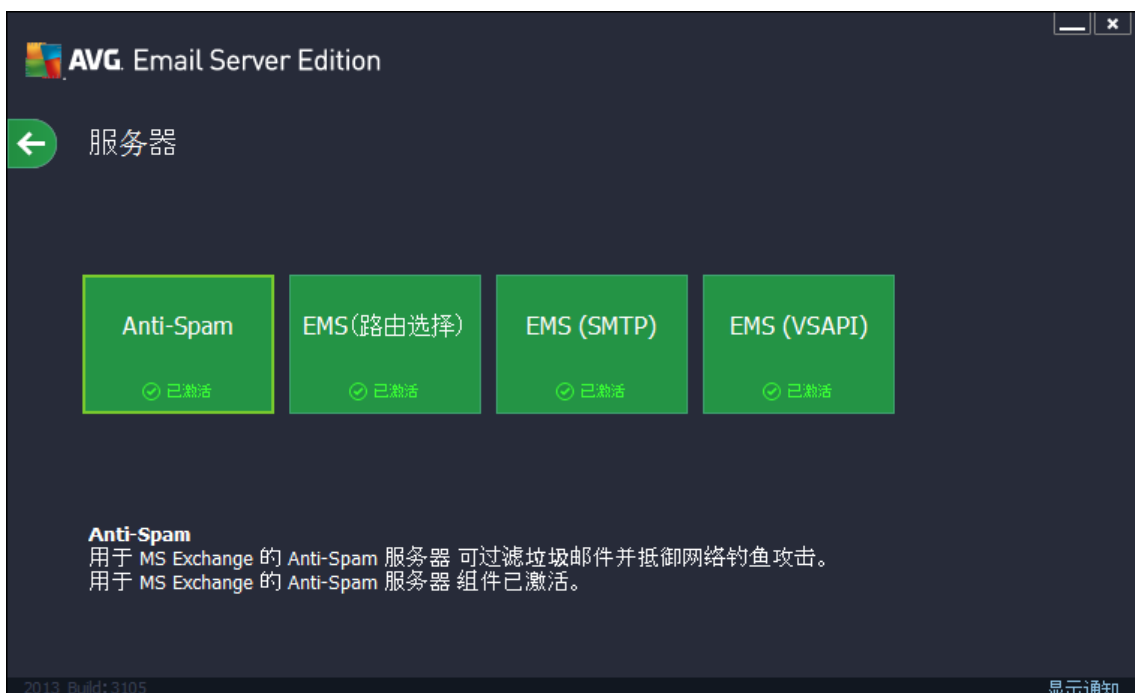 AVG. Email Server Edition
服务器
Anti-Spam
已激活
EMS(路由选择)
已激活
EMS (SMTP)
已激活
EMS (VSAPI)
已激活
Anti-Spam
用于 MS Exchange 的 Anti-Spam 服务器 可过滤垃圾邮件并抵御网络钓鱼攻击。
用于 MS Exchange 的 Anti-Spam 服务器 组件已激活。
2013 Build: 3105
显示通知